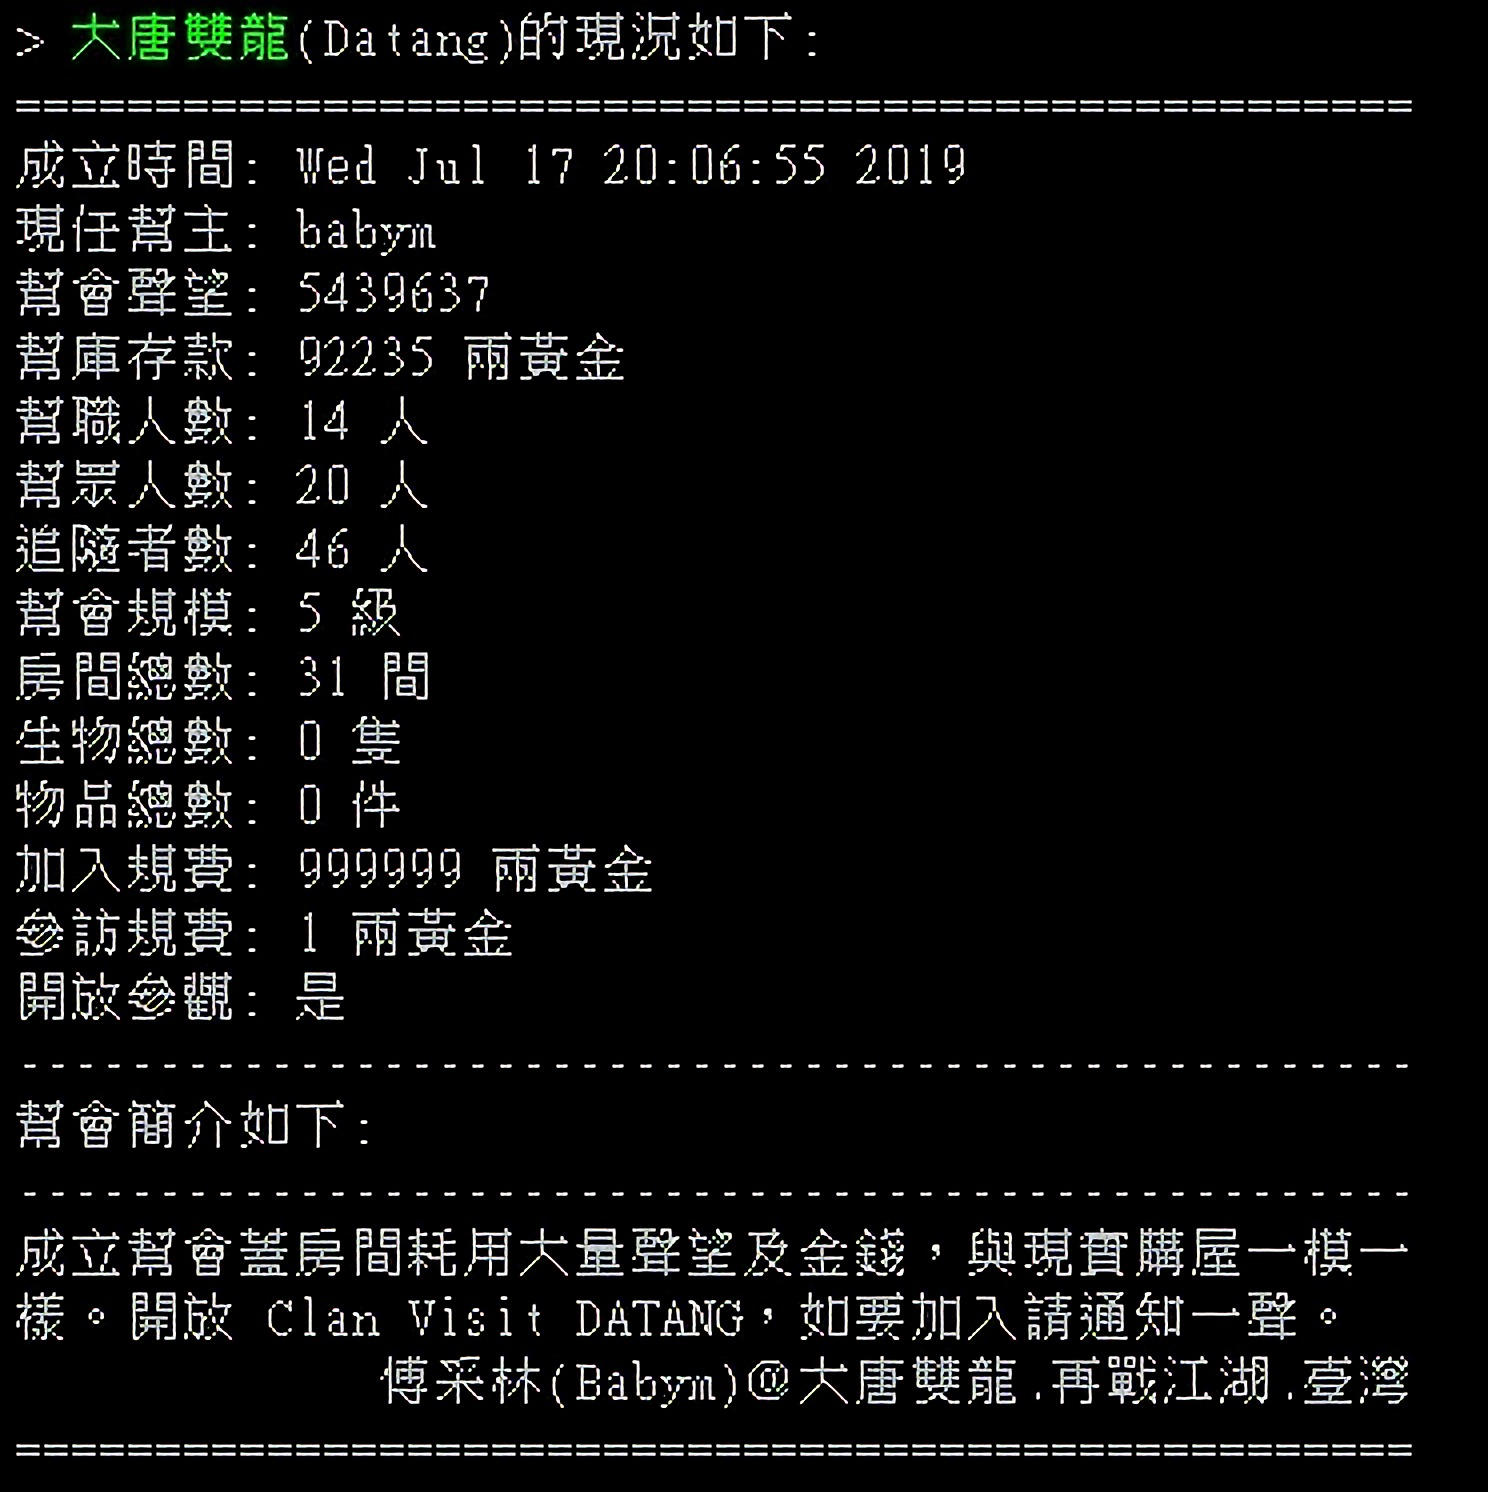 > 大唐雙龍(Datang)的現況如下:
==================================================
成立時間: Wed Jul 17 20:06:55 2019
現任幫主: babym
幫會聲望: 5439637
幫庫存款: 92235 兩黃金
幫職人數: 14 人
幫眾人數: 20 人
追隨者數: 46 人
幫會規模: 5 級
房間總數: 31 間
生物總數: 0 隻
物品總數: 0 件
加入規費: 999999 兩黃金
參訪規費: 1 兩黃金
開放參觀: 是
--------------------------------------------------
幫會簡介如下:
--------------------------------------------------
成立幫會蓋房間耗用大量聲望及金錢，與現實購屋一模一
樣。開放 Clan Visit DATANG，如要加入請通知一聲。
傅采林(Babym)@大唐雙龍.再戰江湖.臺灣
==================================================